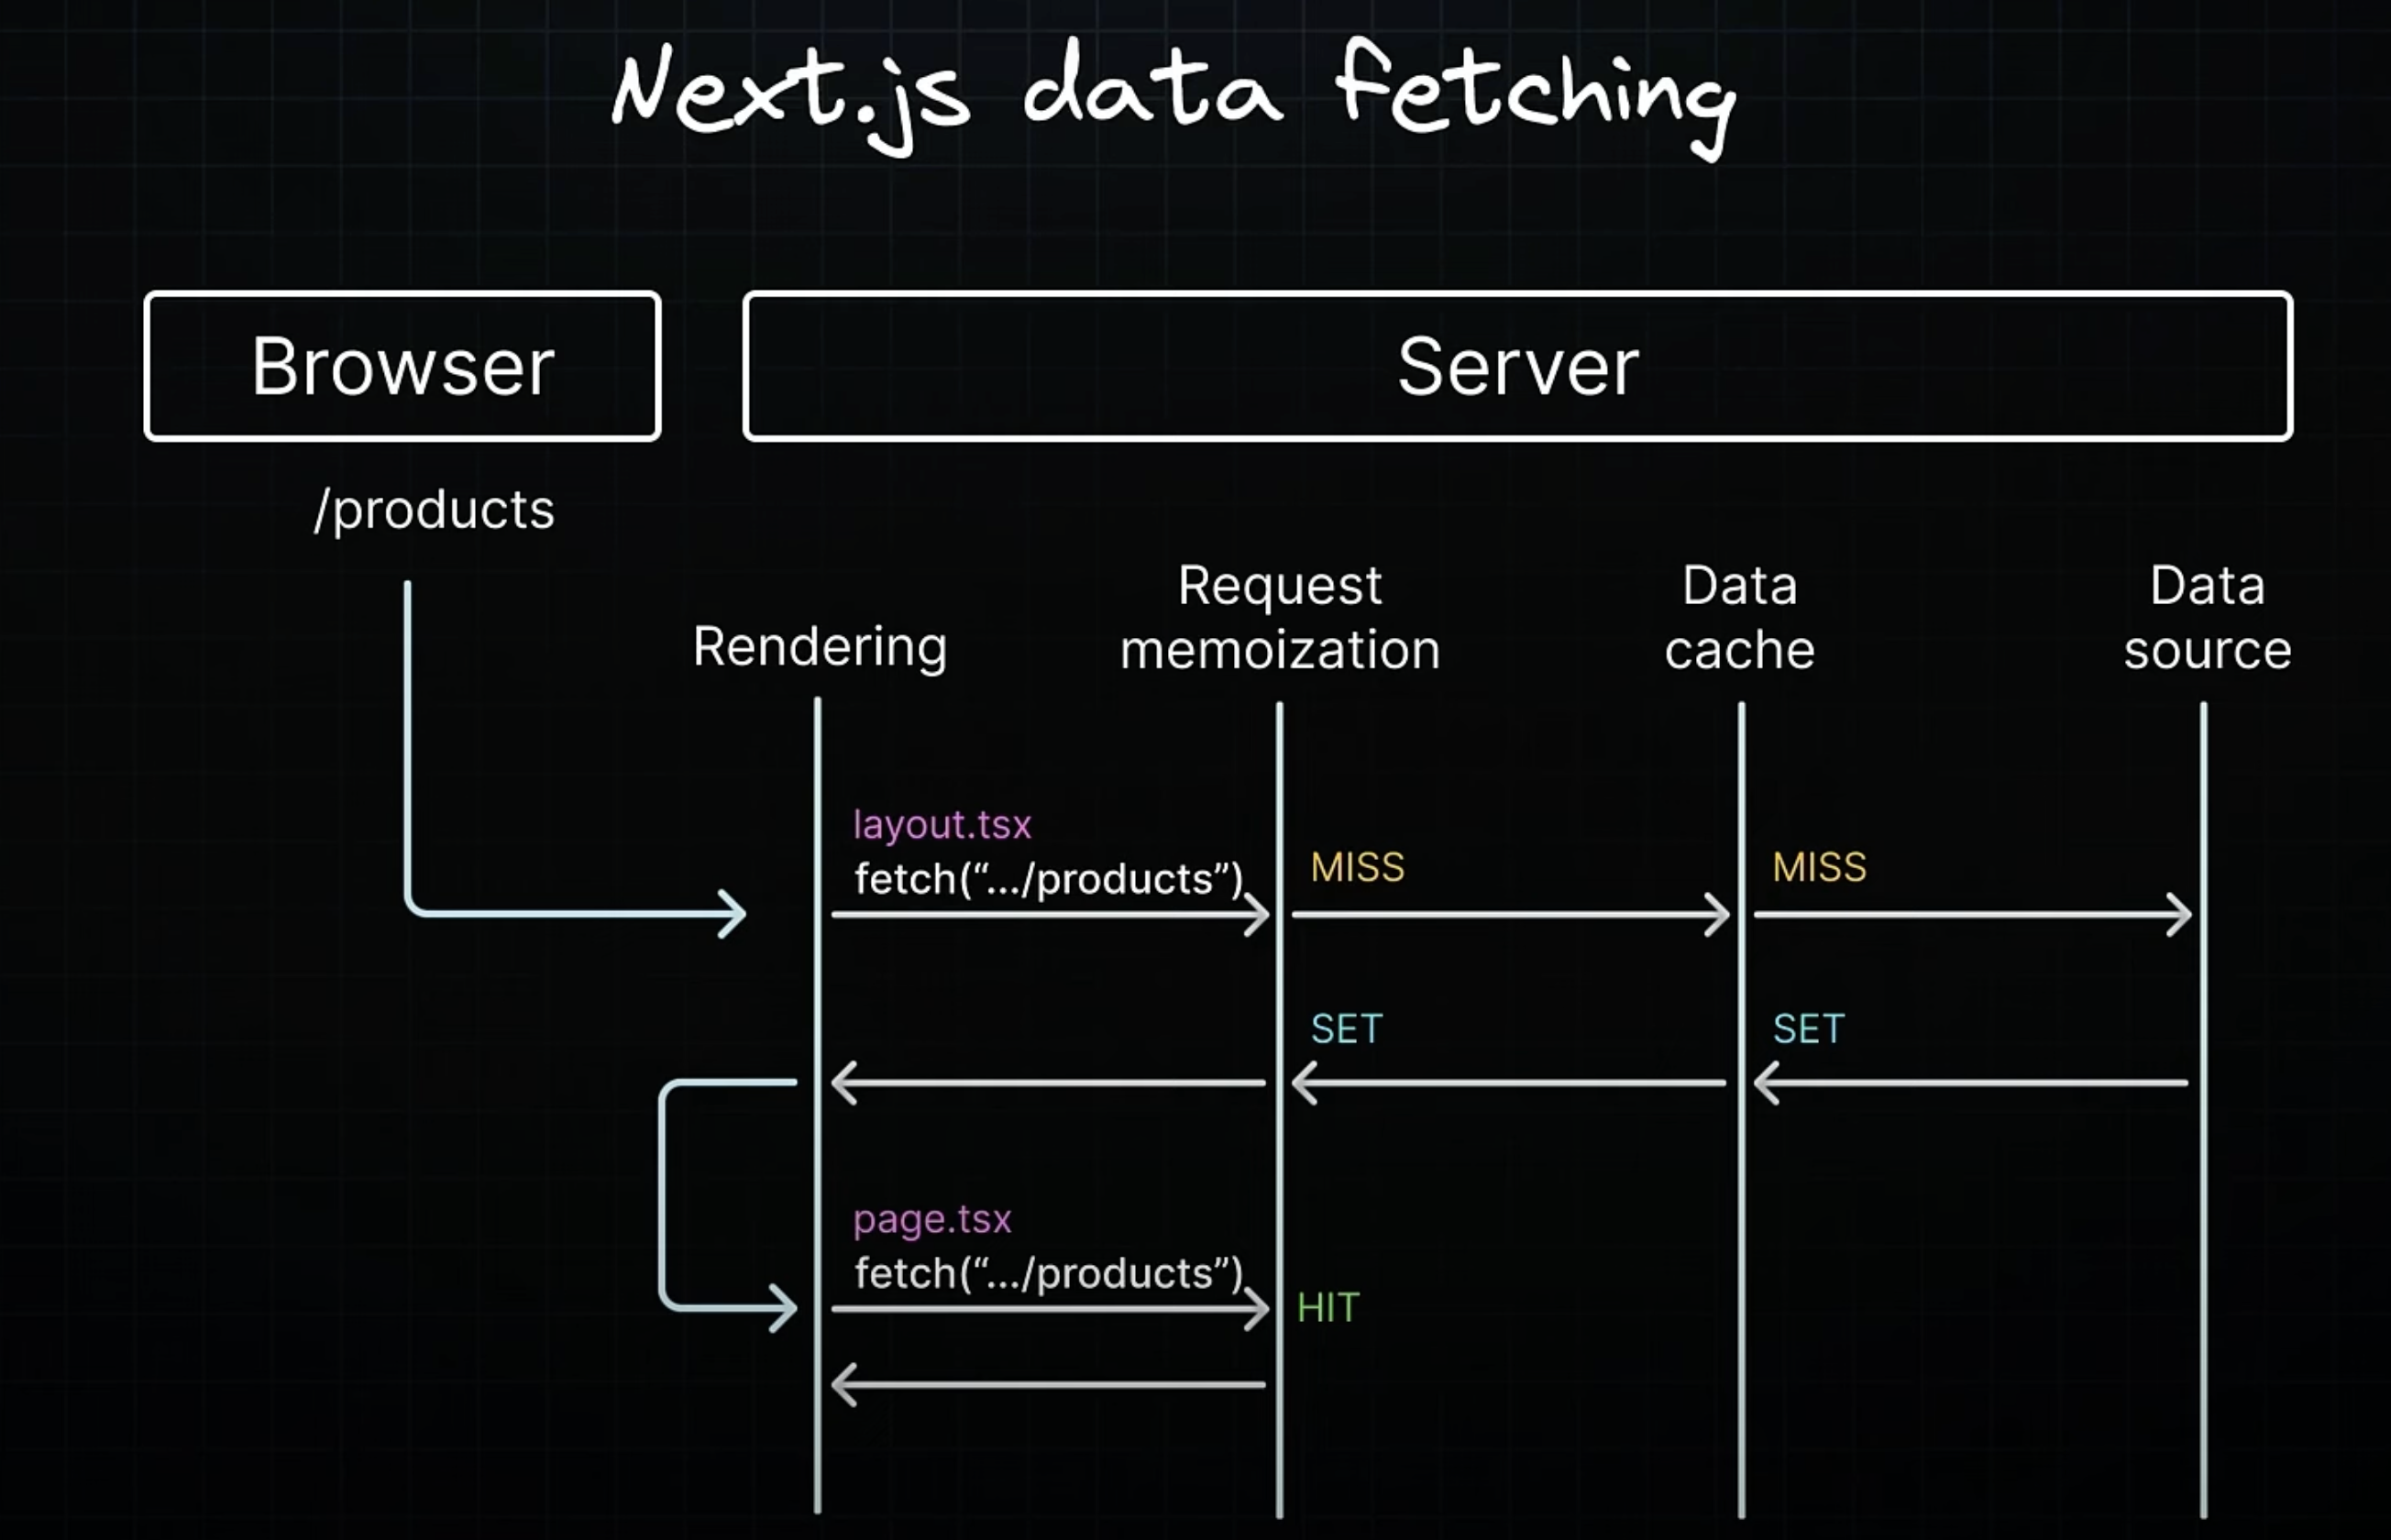 Next.js data fetching
Browser
Server
/products
Rendering
Request
memoization
Data
cache
Data
source
layout.tsx
fetch(“.../products”)
MISS
MISS
SET
SET
page.tsx
fetch(“.../products”)
HIT